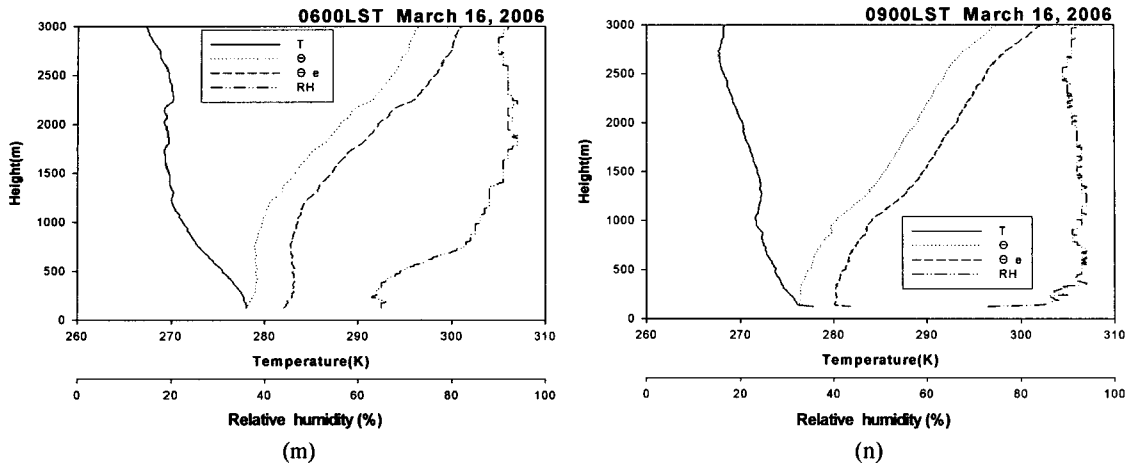 0600LST March 16, 2006
3000
2500
2000
1500
1000
500
0
Height(m)
T
Θ
Θ e
RH
260 270 280 290 300 310
Temperature(K)
0 20 40 60 80 100
Relative humidity (%)
(m)
0900LST March 16, 2006
3000
2500
2000
1500
1000
500
0
Height(m)
T
Θ
Θ e
RH
260 270 280 290 300 310
Temperature(K)
0 20 40 60 80 100
Relative humidity (%)
(n)